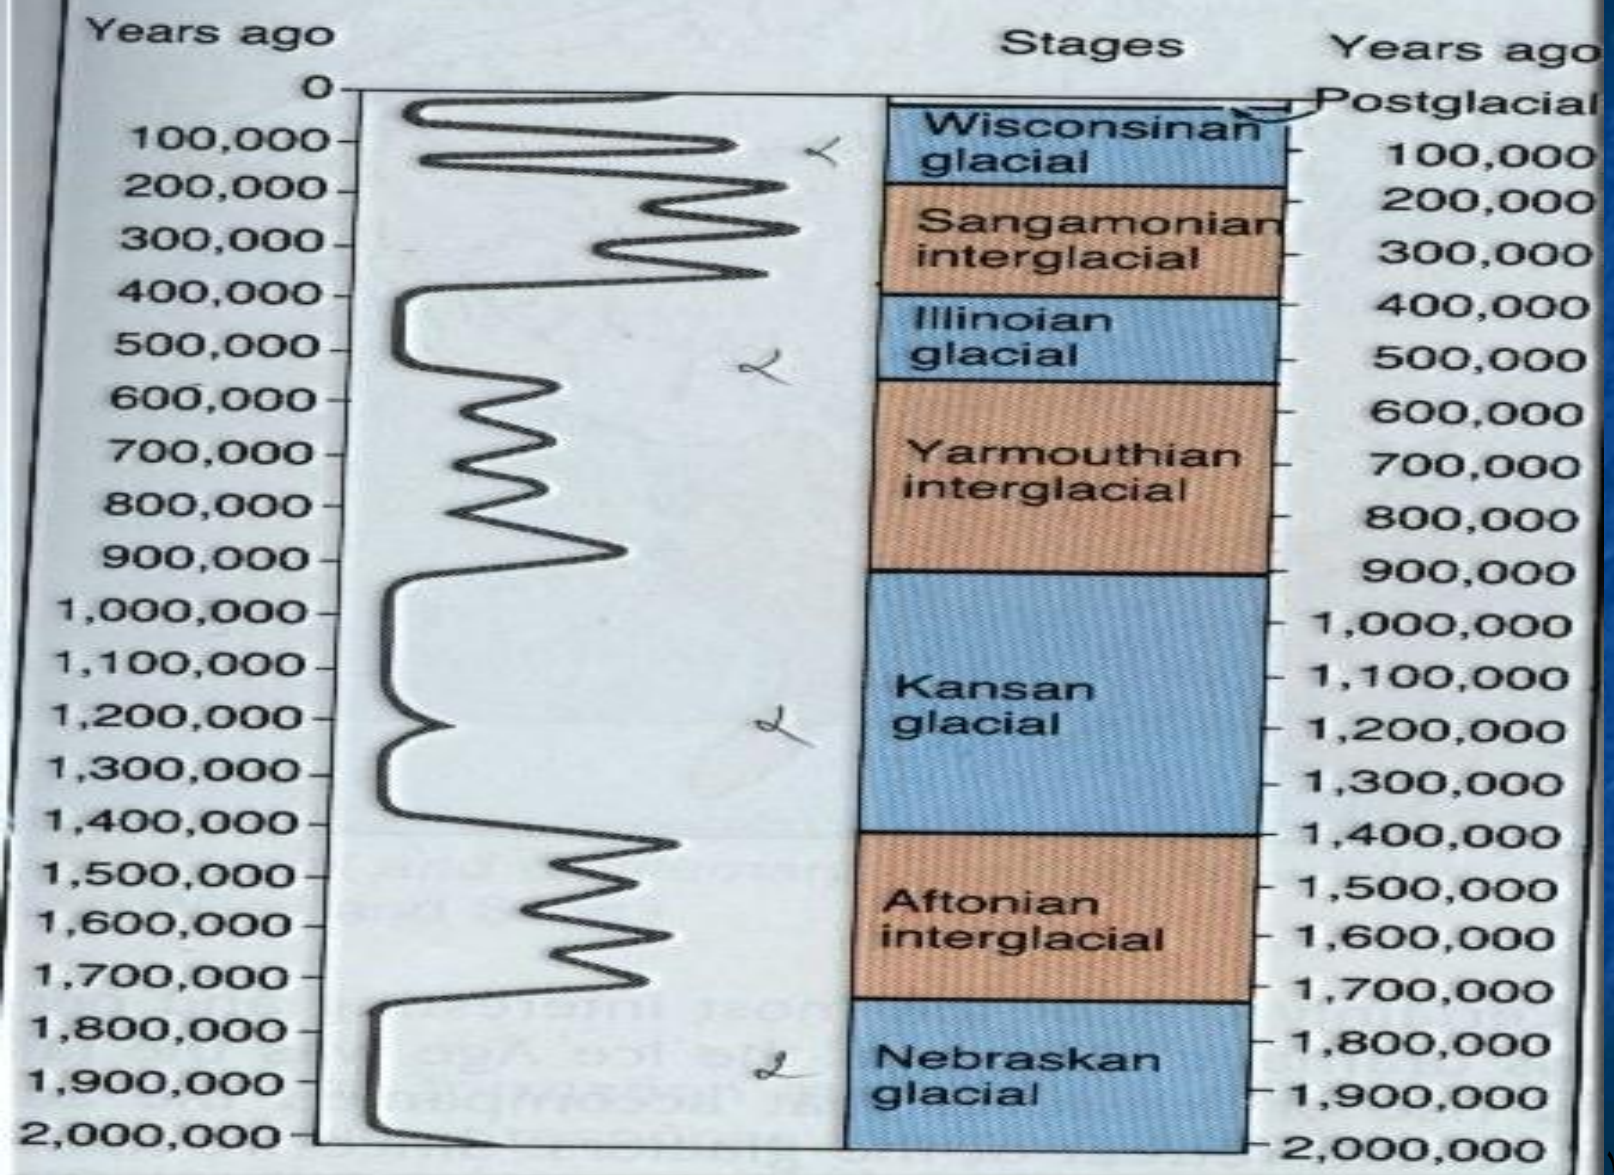 Years ago
Stages
Years ago
0
Postglacial
100,000
Wisconsinan
glacial
100,000
200,000
200,000
Sangamonian
interglacial
300,000
300,000
400,000
400,000
Illinoian
glacial
500,000
500,000
600,000
600,000
700,000
Yarmouthian
interglacial
700,000
800,000
800,000
900,000
900,000
1,000,000
1,000,000
1,100,000
1,100,000
Kansan
glacial
1,200,000
1,200,000
1,300,000
1,300,000
1,400,000
1,400,000
1,500,000
1,500,000
Aftonian
interglacial
1,600,000
1,600,000
1,700,000
1,700,000
1,800,000
1,800,000
Nebraskan
glacial
1,900,000
1,900,000
2,000,000
2,000,000